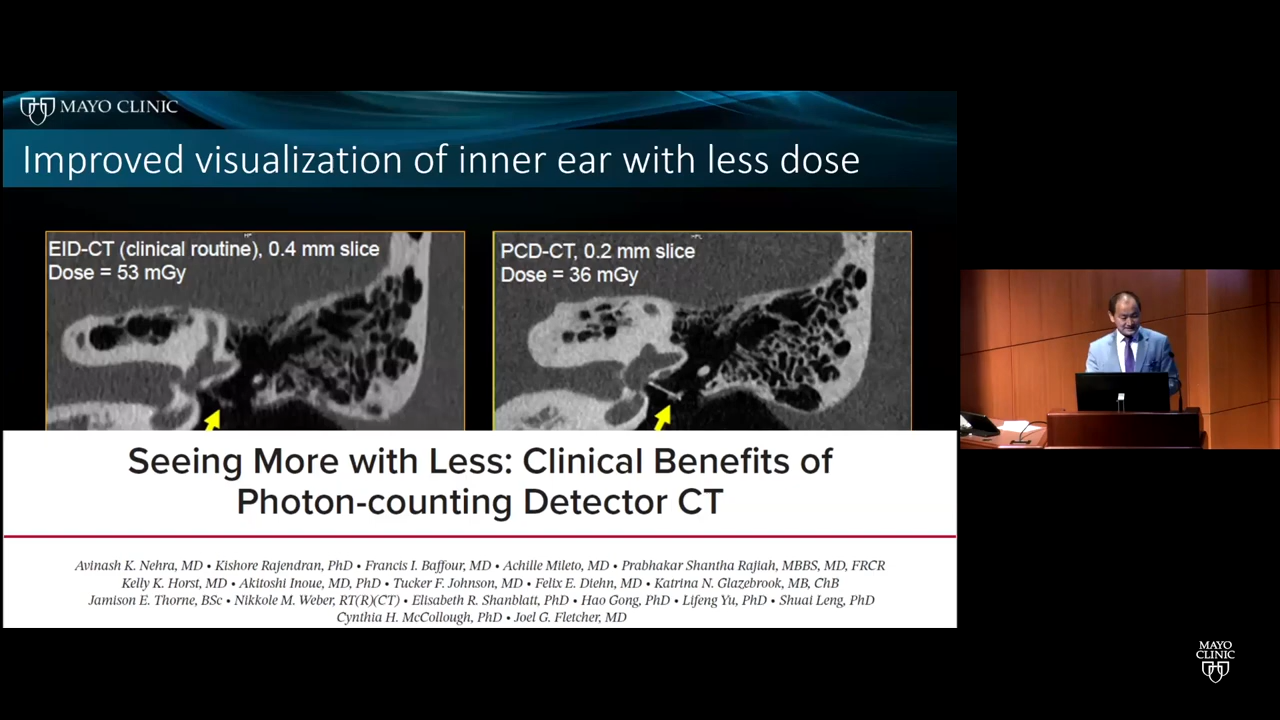 MAYO CLINIC
Improved visualization of inner ear with less dose
EID-CT (clinical routine), 0.4 mm slice
Dose = 53 mGy
PCD-CT, 0.2 mm slice
Dose = 36 mGy
Seeing More with Less: Clinical Benefits of
Photon-counting Detector CT
Avinash K. Nehra, MD • Kishore Rajendran, PhD • Francis I. Baffour, MD • Achille Mileto, MD • Prabhakar Shantha Rajiah, MBBS, MD, FRCR
Kelly K. Horst, MD • Akitoshi Inoue, MD, PhD • Tucker F. Johnson, MD • Felix E. Diehn, MD • Katrina N. Glazebrook, MB, ChB
Jamison E. Thorne, BSc • Nikkole M. Weber, RT(R)(CT) • Elisabeth R. Shanblatt, PhD • Hao Gong, PhD • Lifeng Yu, PhD • Shuai Leng, PhD
Cynthia H. McCollough, PhD • Joel G. Fletcher, MD
MAYO
CLINIC